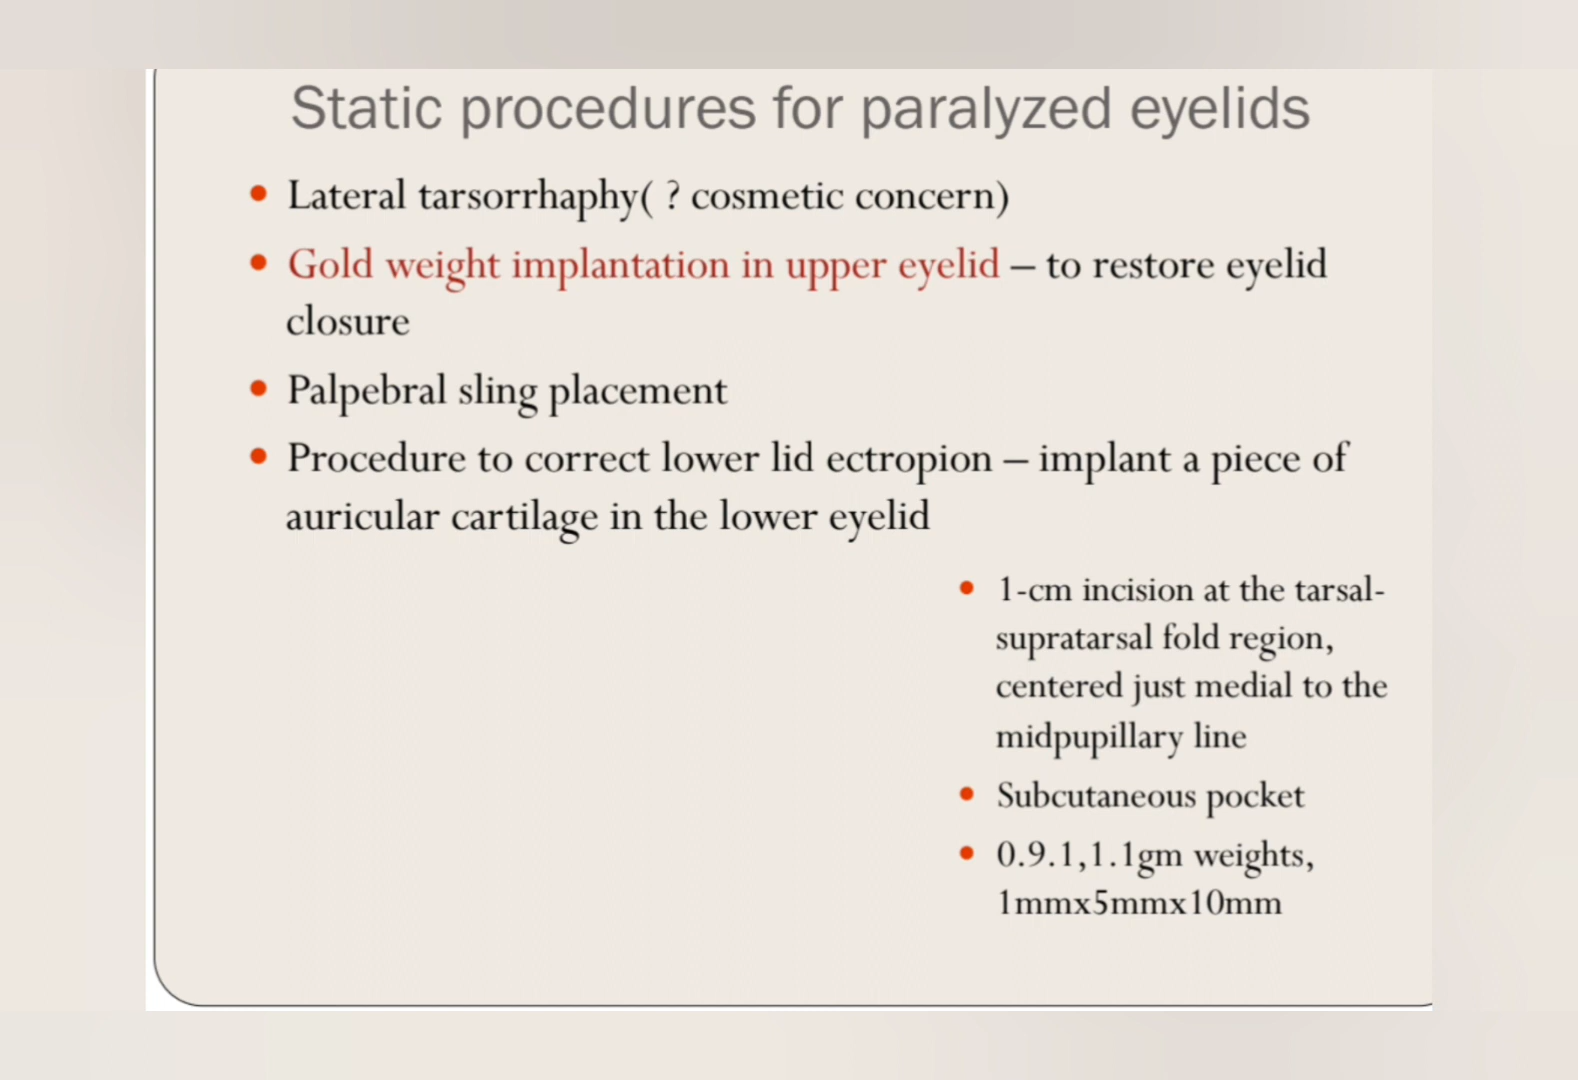 Static procedures for paralyzed eyelids
• Lateral tarsorrhaphy( ? cosmetic concern)
• Gold weight implantation in upper eyelid – to restore eyelid
closure
• Palpebral sling placement
• Procedure to correct lower lid ectropion – implant a piece of
auricular cartilage in the lower eyelid
• 1-cm incision at the tarsal-
supratarsal fold region,
centered just medial to the
midpupillary line
• Subcutaneous pocket
• 0.9.1,1.1gm weights,
1mmx5mmx10mm